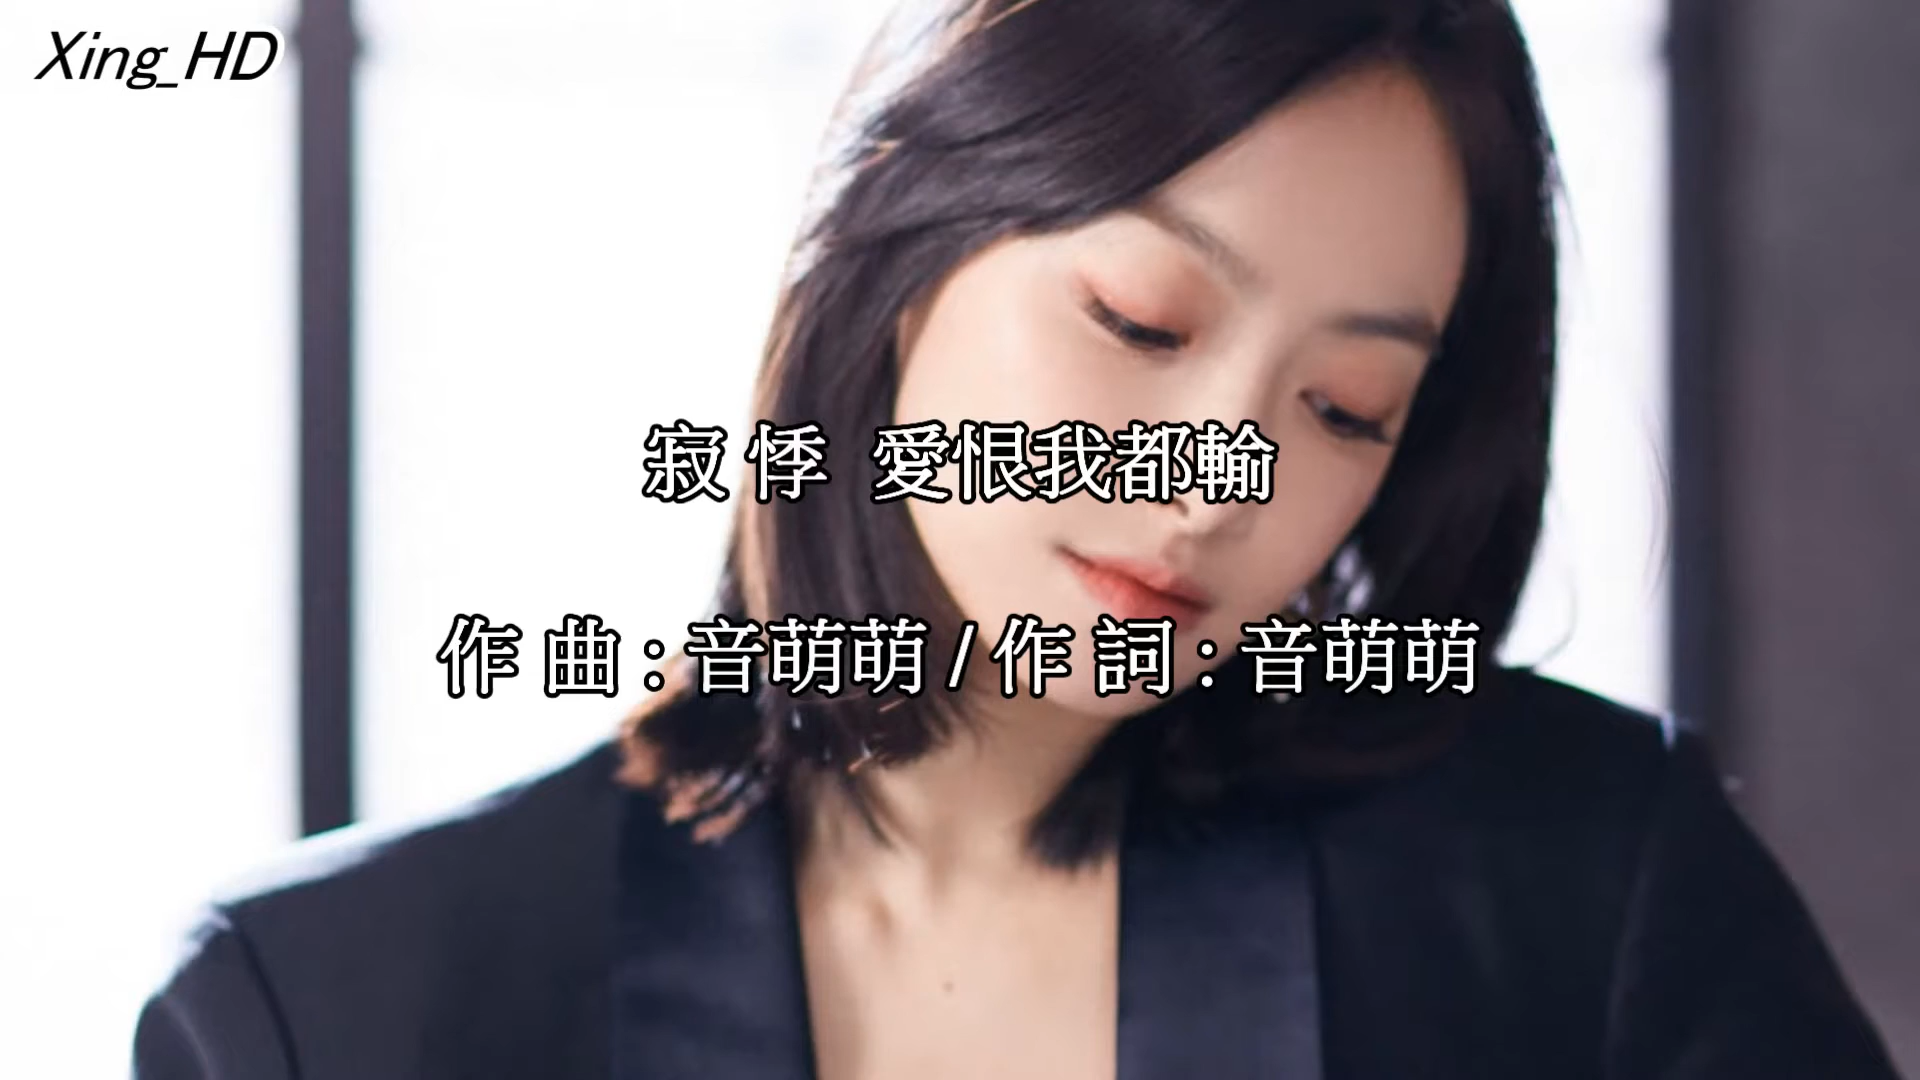 Xing_HD
寂 悸 愛恨我都輸
作 曲 : 音萌萌 / 作 詞 : 音萌萌